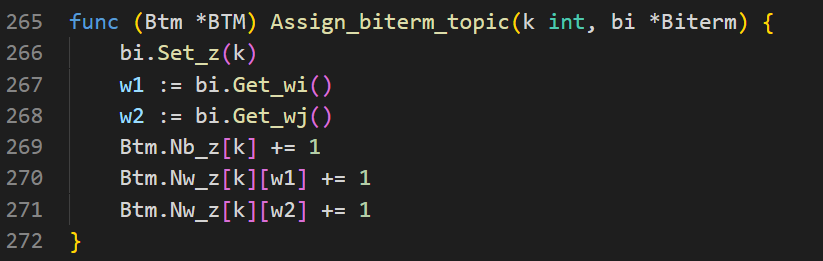 265 func (Btm *BTM) Assign_biterm_topic(k int, bi *Biterm) {
266     bi.Set_z(k)
267     w1 := bi.Get_wi()
268     w2 := bi.Get_wj()
269     Btm.Nb_z[k] += 1
270     Btm.Nw_z[k][w1] += 1
271     Btm.Nw_z[k][w2] += 1
272 }